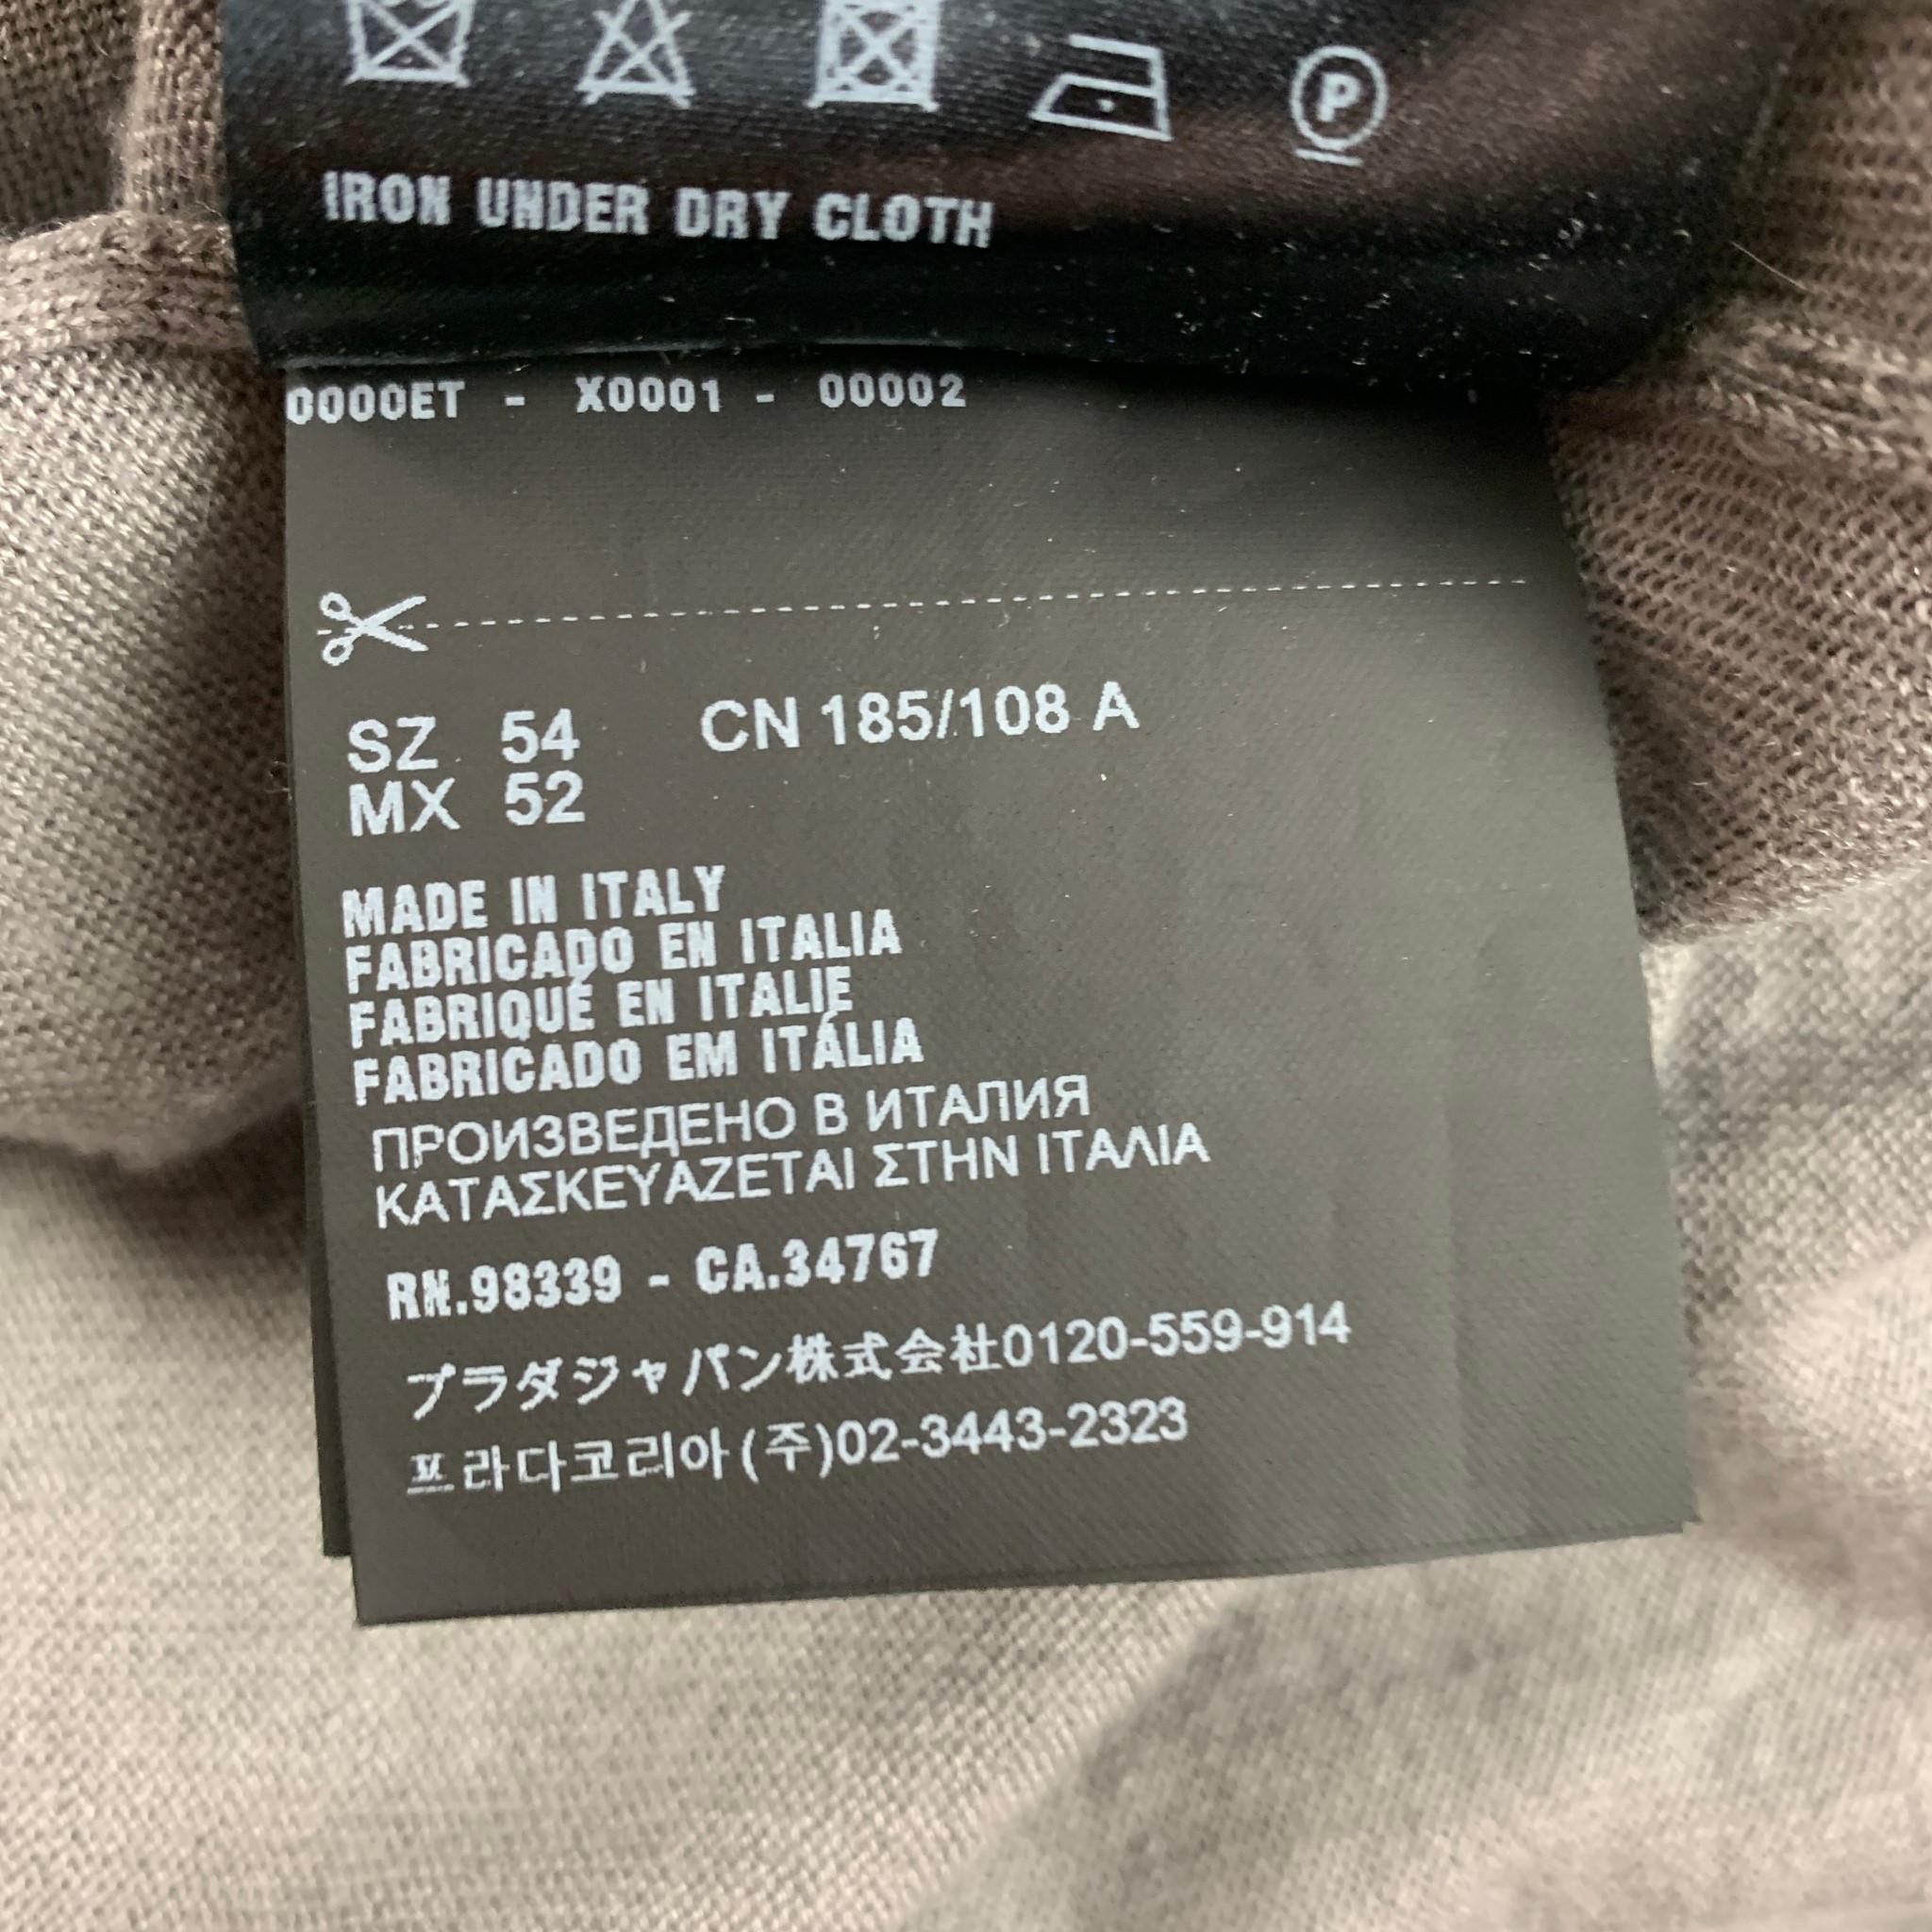 P
IRON UNDER DRY CLOTH
0000ET - X0001 - 00002
SZ 54 CN 185/108 A
MX 52
MADE IN ITALY
FABRICADO EN ITALIA
FABRIQUÉ EN ITALIE
FABRICADO EM ITÁLIA
ПРОИЗВЕДЕНО В ИТАЛИЯ
ΚΑΤΑΣΚΕΥΑΖΕΤΑΙ ΣΤΗΝ ΙΤΑΛΙΑ
RN.98339 - CA.34767
プラダジャパン株式会社0120-559-914
프라다코리아(주)02-3443-2323